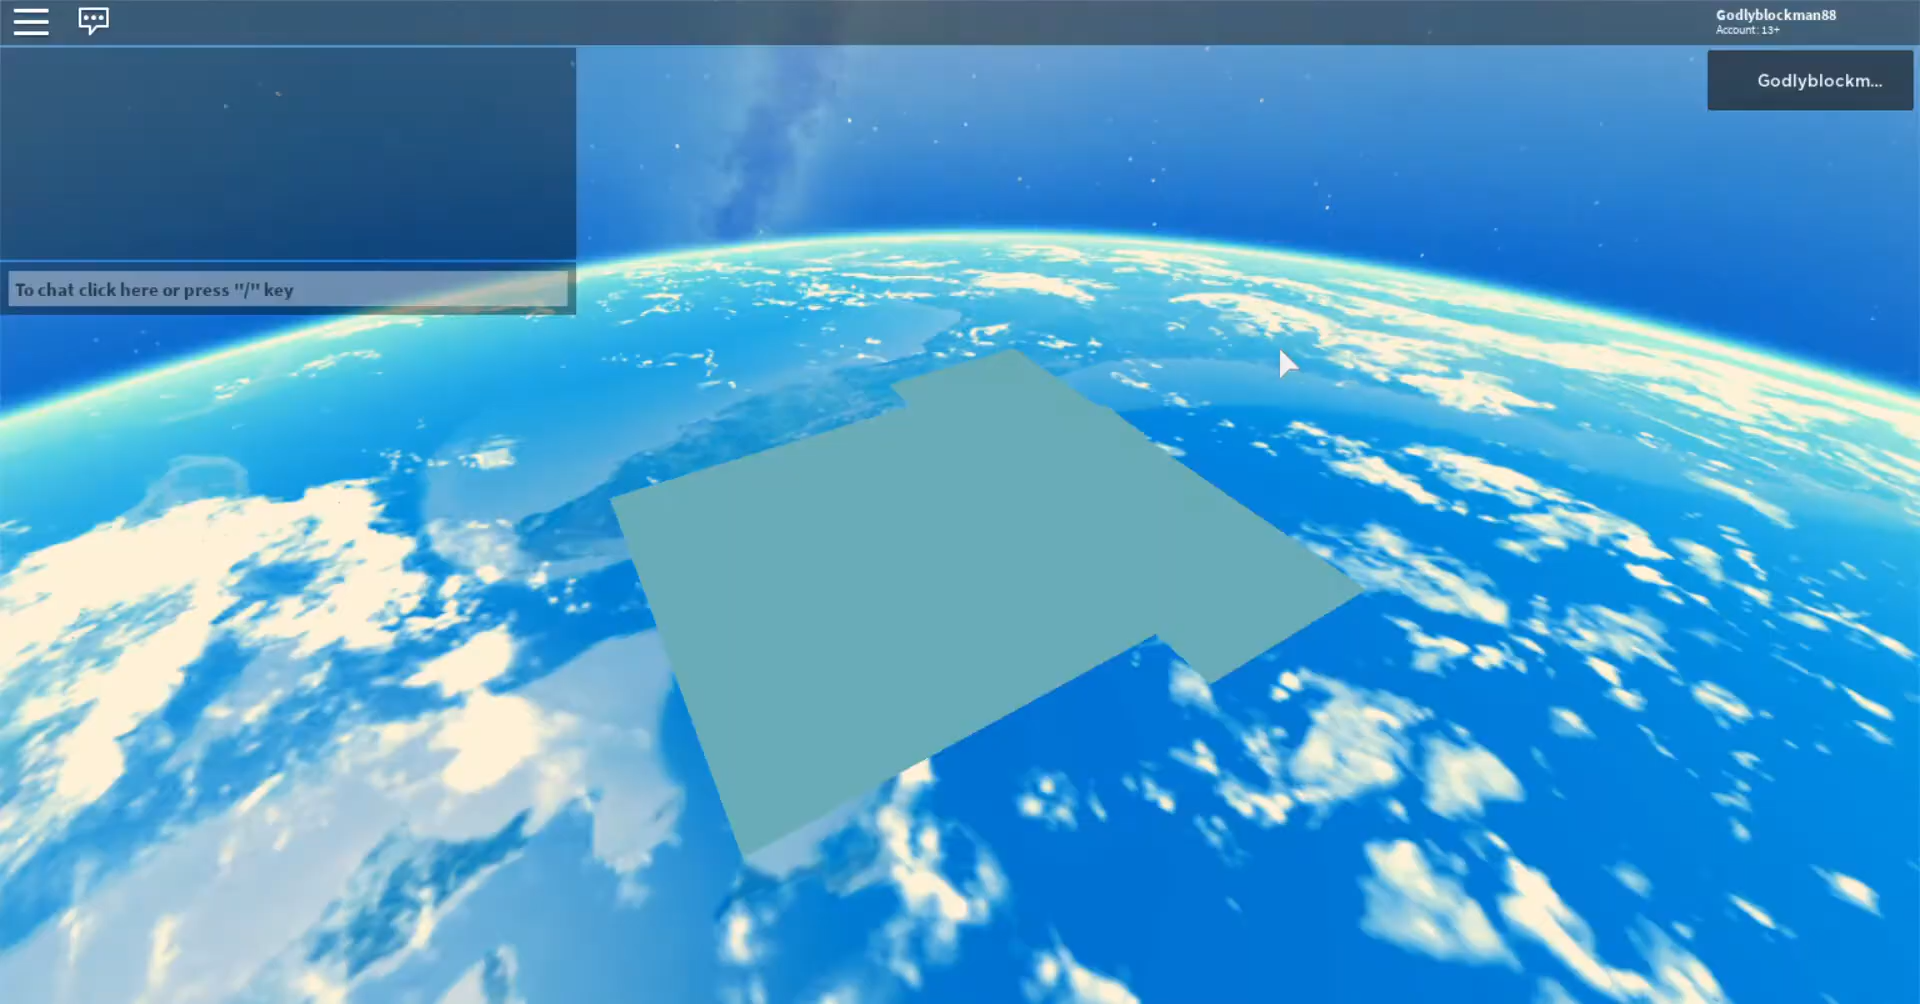 Godlyblockman88
Account: 13+
Godlyblockm...
To chat click here or press "/" key